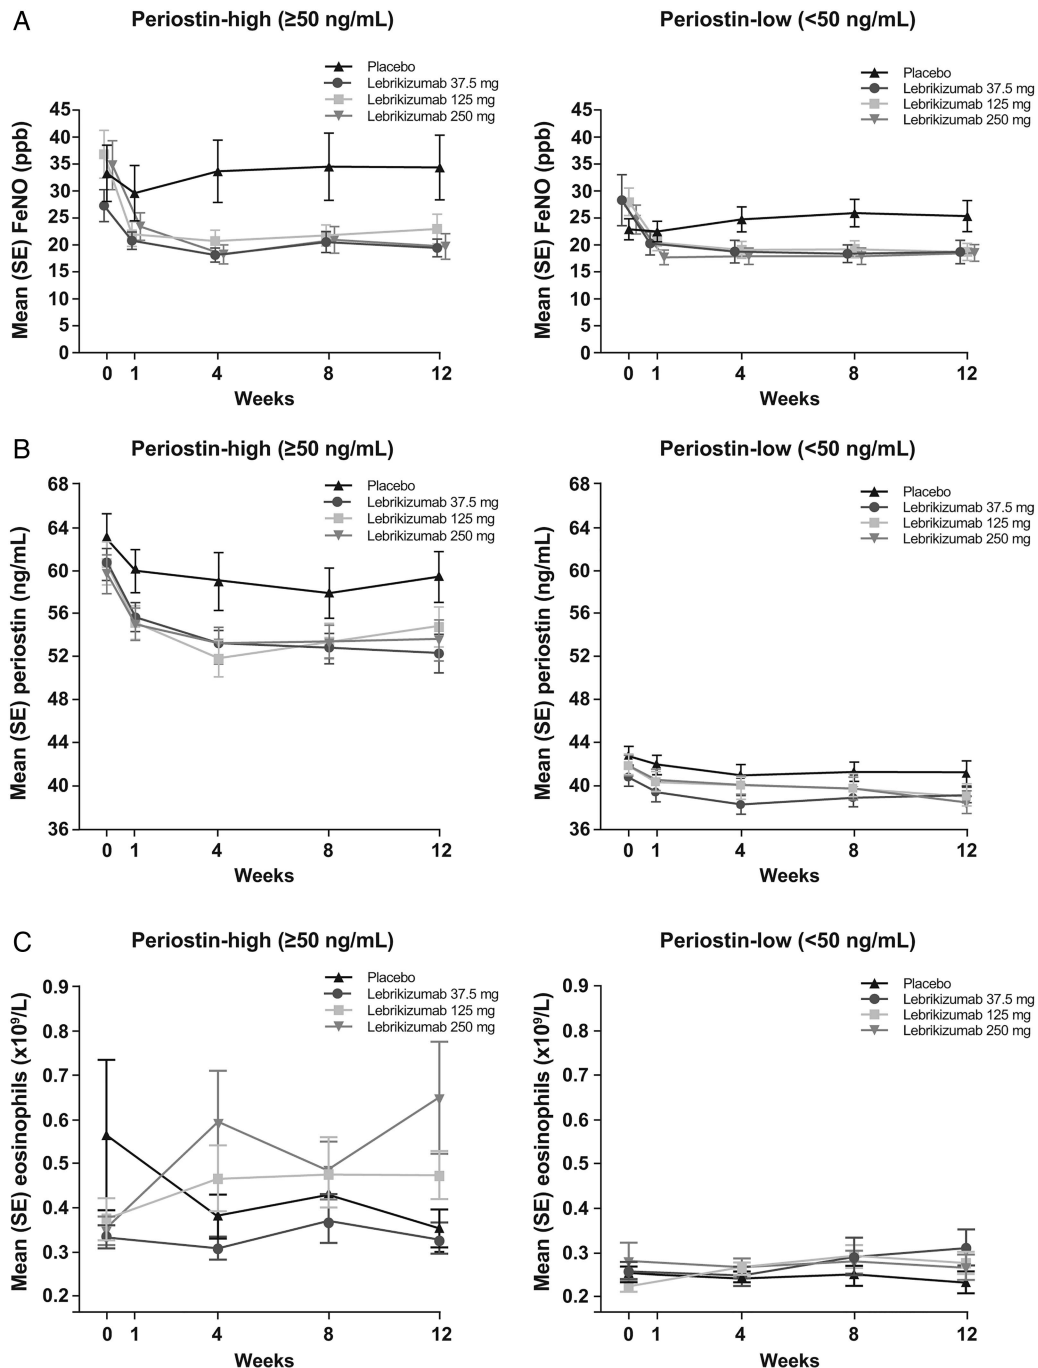 A
Periostin-high (≥50 ng/mL)
Placebo
Lebrikizumab 37.5 mg
Lebrikizumab 125 mg
Lebrikizumab 250 mg
Mean (SE) FeNO (ppb)
45
40
35
30
25
20
15
10
5
0
0 1 4 8 12
Weeks
Periostin-low (<50 ng/mL)
Placebo
Lebrikizumab 37.5 mg
Lebrikizumab 125 mg
Lebrikizumab 250 mg
Mean (SE) FeNO (ppb)
45
40
35
30
25
20
15
10
5
0
0 1 4 8 12
Weeks
B
Periostin-high (≥50 ng/mL)
Placebo
Lebrikizumab 37.5 mg
Lebrikizumab 125 mg
Lebrikizumab 250 mg
Mean (SE) periostin (ng/mL)
68
64
60
56
52
48
44
40
36
0 1 4 8 12
Weeks
Periostin-low (<50 ng/mL)
Placebo
Lebrikizumab 37.5 mg
Lebrikizumab 125 mg
Lebrikizumab 250 mg
Mean (SE) periostin (ng/mL)
68
64
60
56
52
48
44
40
36
0 1 4 8 12
Weeks
C
Periostin-high (≥50 ng/mL)
Placebo
Lebrikizumab 37.5 mg
Lebrikizumab 125 mg
Lebrikizumab 250 mg
Mean (SE) eosinophils (x10⁹/L)
0.9
0.8
0.7
0.6
0.5
0.4
0.3
0.2
0 1 4 8 12
Weeks
Periostin-low (<50 ng/mL)
Placebo
Lebrikizumab 37.5 mg
Lebrikizumab 125 mg
Lebrikizumab 250 mg
Mean (SE) eosinophils (x10⁹/L)
0.9
0.8
0.7
0.6
0.5
0.4
0.3
0.2
0 1 4 8 12
Weeks